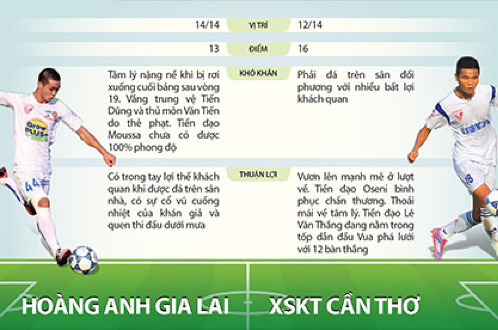 14/14 VỊ TRÍ 12/14
13 ĐIỂM 16
KHÓ KHĂN
Tâm lý nặng nề khi bị rơi
xuống cuối bảng sau vòng
19. Vắng trung vệ Tiến
Dũng và thủ môn Văn Tiến
do thẻ phạt. Tiền đạo
Moussa chưa có được
100% phong độ
Phải đá trên sân đối
phương với nhiều bất lợi
khách quan
THUẬN LỢI
Có trong tay lợi thế khách
quan khi được đá trên sân
nhà, có sự cổ vũ cuồng
nhiệt của khán giả và
quen thi đấu dưới mưa
Vươn lên mạnh mẽ ở lượt
về. Tiền đạo Oseni bình
phục chấn thương. Thoải
mái về tâm lý. Tiền đạo Lê
Văn Thắng đang nằm trong
tốp dẫn đầu Vua phá lưới
với 12 bàn thắng
44
HOÀNG ANH GIA LAI
XSKT CẦN THƠ